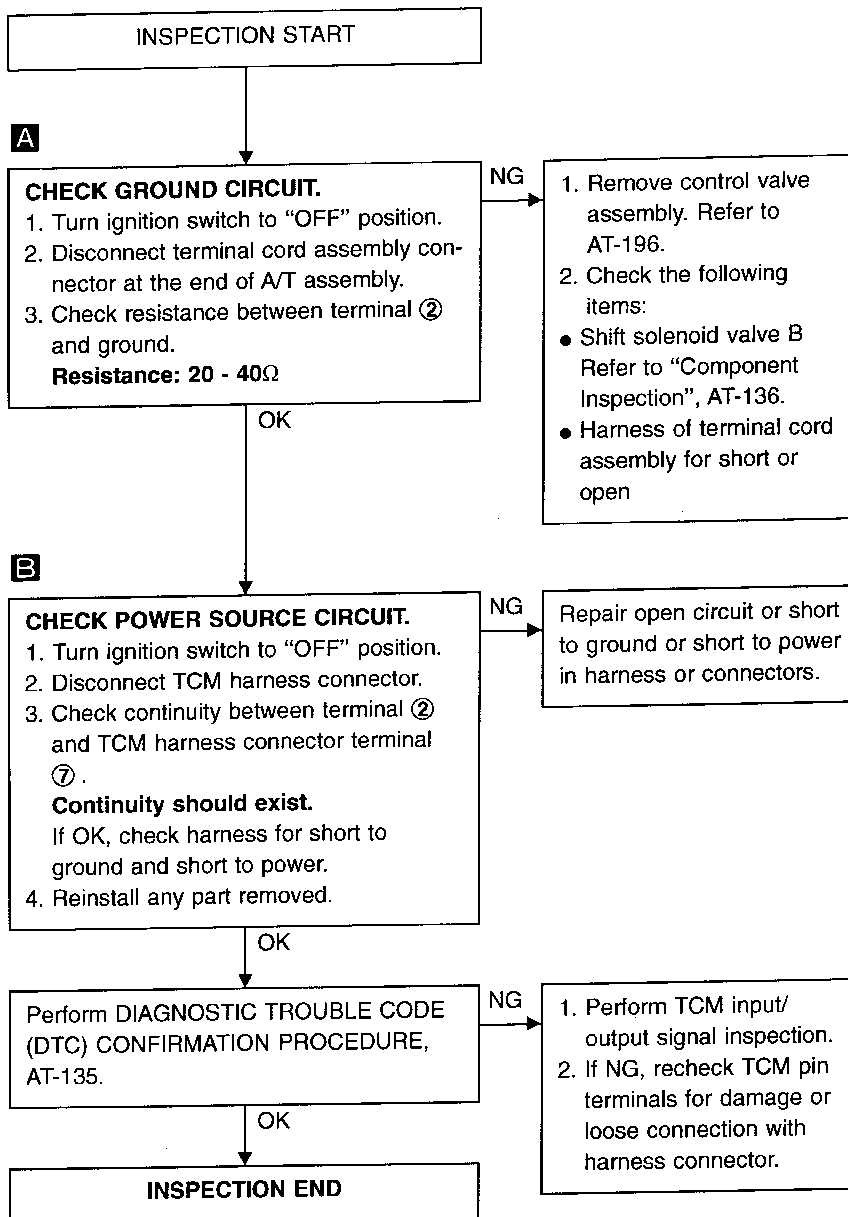 INSPECTION START
A
CHECK GROUND CIRCUIT.
1. Turn ignition switch to “OFF” position.
2. Disconnect terminal cord assembly con-
nector at the end of A/T assembly.
3. Check resistance between terminal ②
and ground.
Resistance: 20 - 40Ω
NG
1. Remove control valve
assembly. Refer to
AT-196.
2. Check the following
items:
● Shift solenoid valve B
Refer to “Component
Inspection”, AT-136.
● Harness of terminal cord
assembly for short or
open
OK
B
CHECK POWER SOURCE CIRCUIT.
1. Turn ignition switch to “OFF” position.
2. Disconnect TCM harness connector.
3. Check continuity between terminal ②
and TCM harness connector terminal
⑦ .
Continuity should exist.
If OK, check harness for short to
ground and short to power.
4. Reinstall any part removed.
NG
Repair open circuit or short
to ground or short to power
in harness or connectors.
OK
Perform DIAGNOSTIC TROUBLE CODE
(DTC) CONFIRMATION PROCEDURE,
AT-135.
NG
1. Perform TCM input/
output signal inspection.
2. If NG, recheck TCM pin
terminals for damage or
loose connection with
harness connector.
OK
INSPECTION END